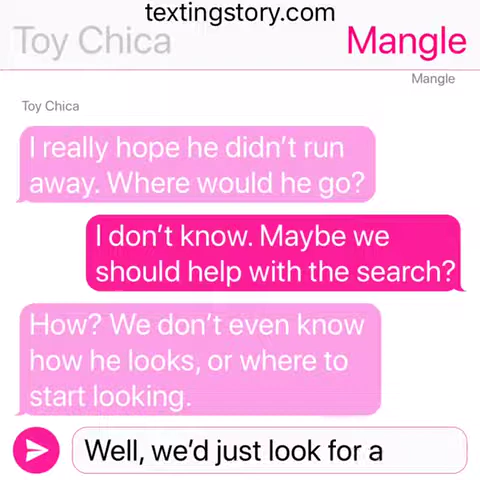 textingstory.com
Toy Chica Mangle
Mangle
Toy Chica
I really hope he didn't run
away. Where would he go?
I don't know. Maybe we
should help with the search?
How? We don't even know
how he looks, or where to
start looking.
Well, we'd just look for a